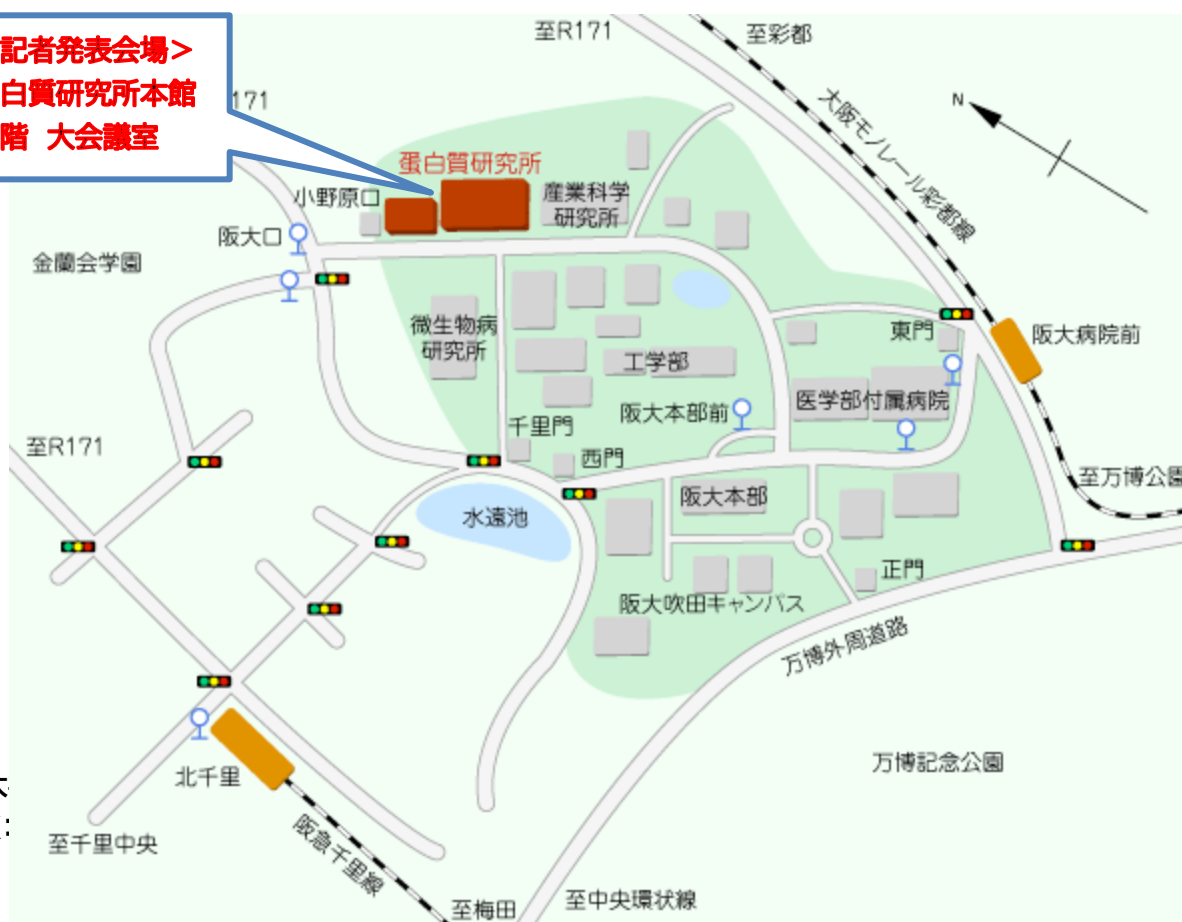 記者発表会場＞
白質研究所本館
階 大会議室
至R171
至彩都
171
N
大阪モノレール彩都線
蛋白質研究所
小野原口
産業科学
研究所
阪大口
金蘭会学園
微生物病
研究所
工学部
東門
阪大病院前
医学部付属病院
阪大本部前
千里門
西門
至R171
至万博公園
阪大本部
水遠池
正門
阪大吹田キャンパス
万博外周道路
万博記念公園
北千里
至千里中央
阪急千里線
至梅田
至中央環状線